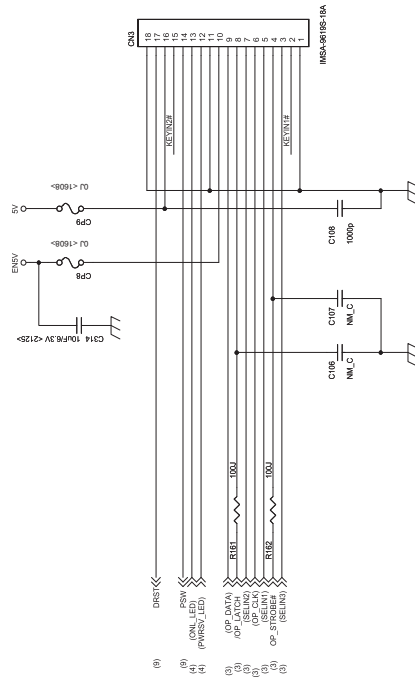 CN3
IMSA-9619S-18A
18
17
16
15
14
13
12
11
10
9
8
7
6
5
4
3
2
1
KEYIN2#
KEYIN1#
5V
0J <1608>
CP9
EN5V
0J <1608>
CP8
C314 10uF/6.3V <2125>
C108
1000p
C107
NM_C
C106
NM_C
R161
100J
R162
100J
(9)
DRST
(9)
PSW
(4)
(ONL_LED)
(4)
(PWRSV_LED)
(3)
(OP_DATA)
(3)
/OP_LATCH
(3)
(SELIN2)
(3)
(OP_CLK)
(3)
(SELIN1)
(3)
OP_STROBE#
(3)
(SELIN3)